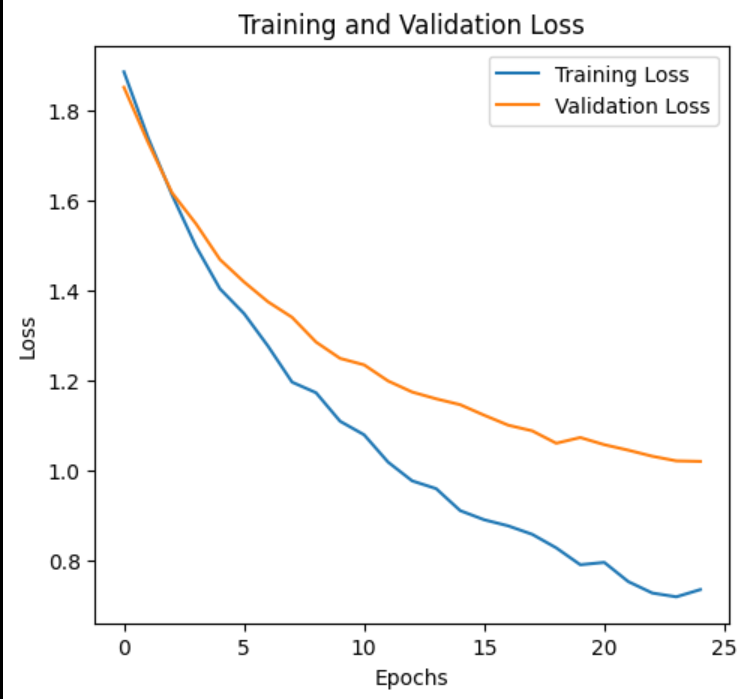 Training and Validation Loss
Training Loss
Validation Loss
1.8
1.6
1.4
1.2
1.0
0.8
Loss
0 5 10 15 20 25
Epochs